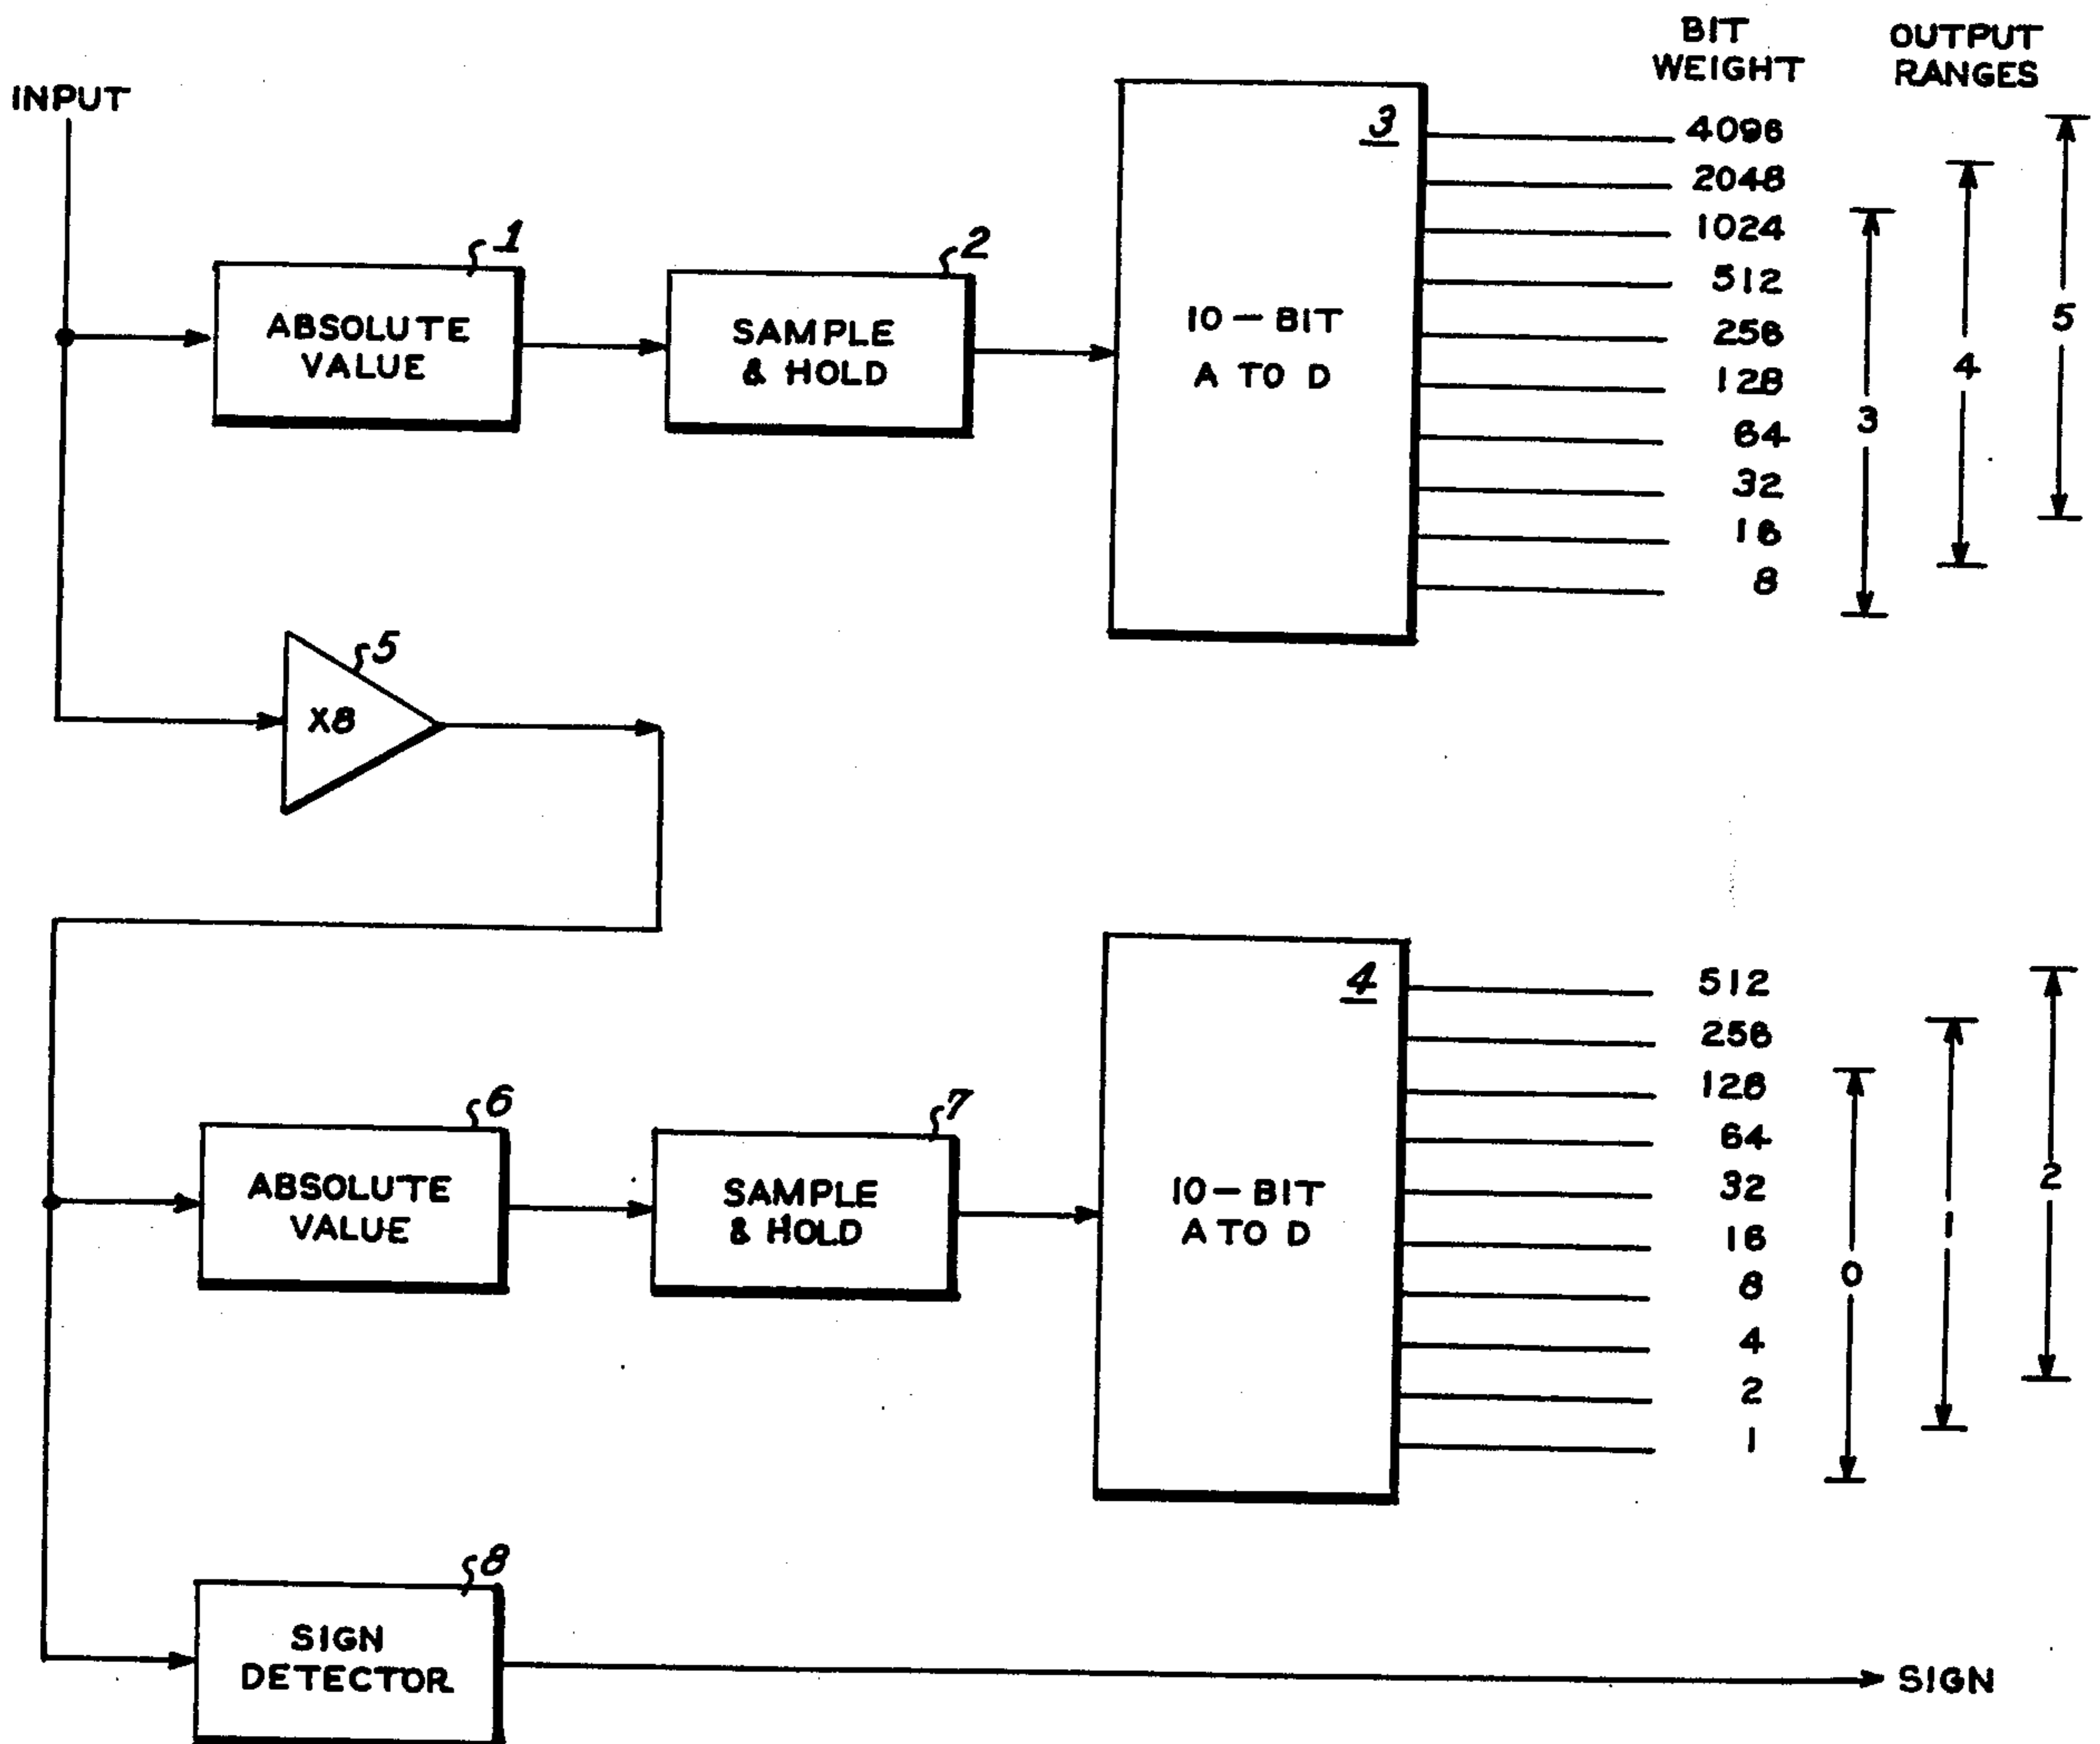 BIT
WEIGHT
OUTPUT
RANGES
INPUT
1
ABSOLUTE
VALUE
2
SAMPLE
& HOLD
3
10-BIT
A TO D
4096
2048
1024
512
256
128
64
32
16
8
3
4
5
5
X8
6
ABSOLUTE
VALUE
7
SAMPLE
& HOLD
4
10-BIT
A TO D
512
256
128
64
32
16
8
4
2
1
0
1
2
8
SIGN
DETECTOR
SIGN